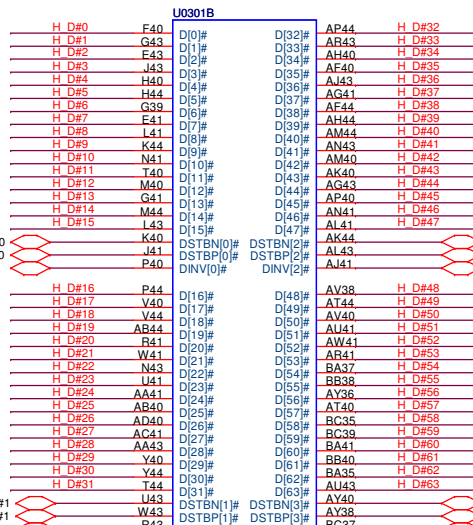 U0301B
H_D#0 F40 D[0]# D[32]# AP44 H_D#32
H_D#1 G43 D[1]# D[33]# AR43 H_D#33
H_D#2 E43 D[2]# D[34]# AH40 H_D#34
H_D#3 J43 D[3]# D[35]# AF40 H_D#35
H_D#4 H40 D[4]# D[36]# AJ43 H_D#36
H_D#5 H44 D[5]# D[37]# AG41 H_D#37
H_D#6 G39 D[6]# D[38]# AF44 H_D#38
H_D#7 E41 D[7]# D[39]# AH44 H_D#39
H_D#8 L41 D[8]# D[40]# AM44 H_D#40
H_D#9 K44 D[9]# D[41]# AN43 H_D#41
H_D#10 N41 D[10]# D[42]# AM40 H_D#42
H_D#11 T40 D[11]# D[43]# AK40 H_D#43
H_D#12 M40 D[12]# D[44]# AG43 H_D#44
H_D#13 G41 D[13]# D[45]# AP40 H_D#45
H_D#14 M44 D[14]# D[46]# AN41 H_D#46
H_D#15 L43 D[15]# D[47]# AL41 H_D#47
0 K40 DSTBN[0]# DSTBN[2]# AK44
0 J41 DSTBP[0]# DSTBP[2]# AL43
P40 DINV[0]# DINV[2]# AJ41
H_D#16 P44 D[16]# D[48]# AV38 H_D#48
H_D#17 V40 D[17]# D[49]# AT44 H_D#49
H_D#18 V44 D[18]# D[50]# AV40 H_D#50
H_D#19 AB44 D[19]# D[51]# AU41 H_D#51
H_D#20 R41 D[20]# D[52]# AW41 H_D#52
H_D#21 W41 D[21]# D[53]# AR41 H_D#53
H_D#22 N43 D[22]# D[54]# BA37 H_D#54
H_D#23 U41 D[23]# D[55]# BB38 H_D#55
H_D#24 AA41 D[24]# D[56]# AY36 H_D#56
H_D#25 AB40 D[25]# D[57]# AT40 H_D#57
H_D#26 AD40 D[26]# D[58]# BC35 H_D#58
H_D#27 AC41 D[27]# D[59]# BC39 H_D#59
H_D#28 AA43 D[28]# D[60]# BA41 H_D#60
H_D#29 Y40 D[29]# D[61]# BB40 H_D#61
H_D#30 Y44 D[30]# D[62]# BA35 H_D#62
H_D#31 T44 D[31]# D[63]# AU43 H_D#63
#1 U43 DSTBN[1]# DSTBN[3]# AY40
#1 W43 DSTBP[1]# DSTBP[3]# AY38
R43 BC37